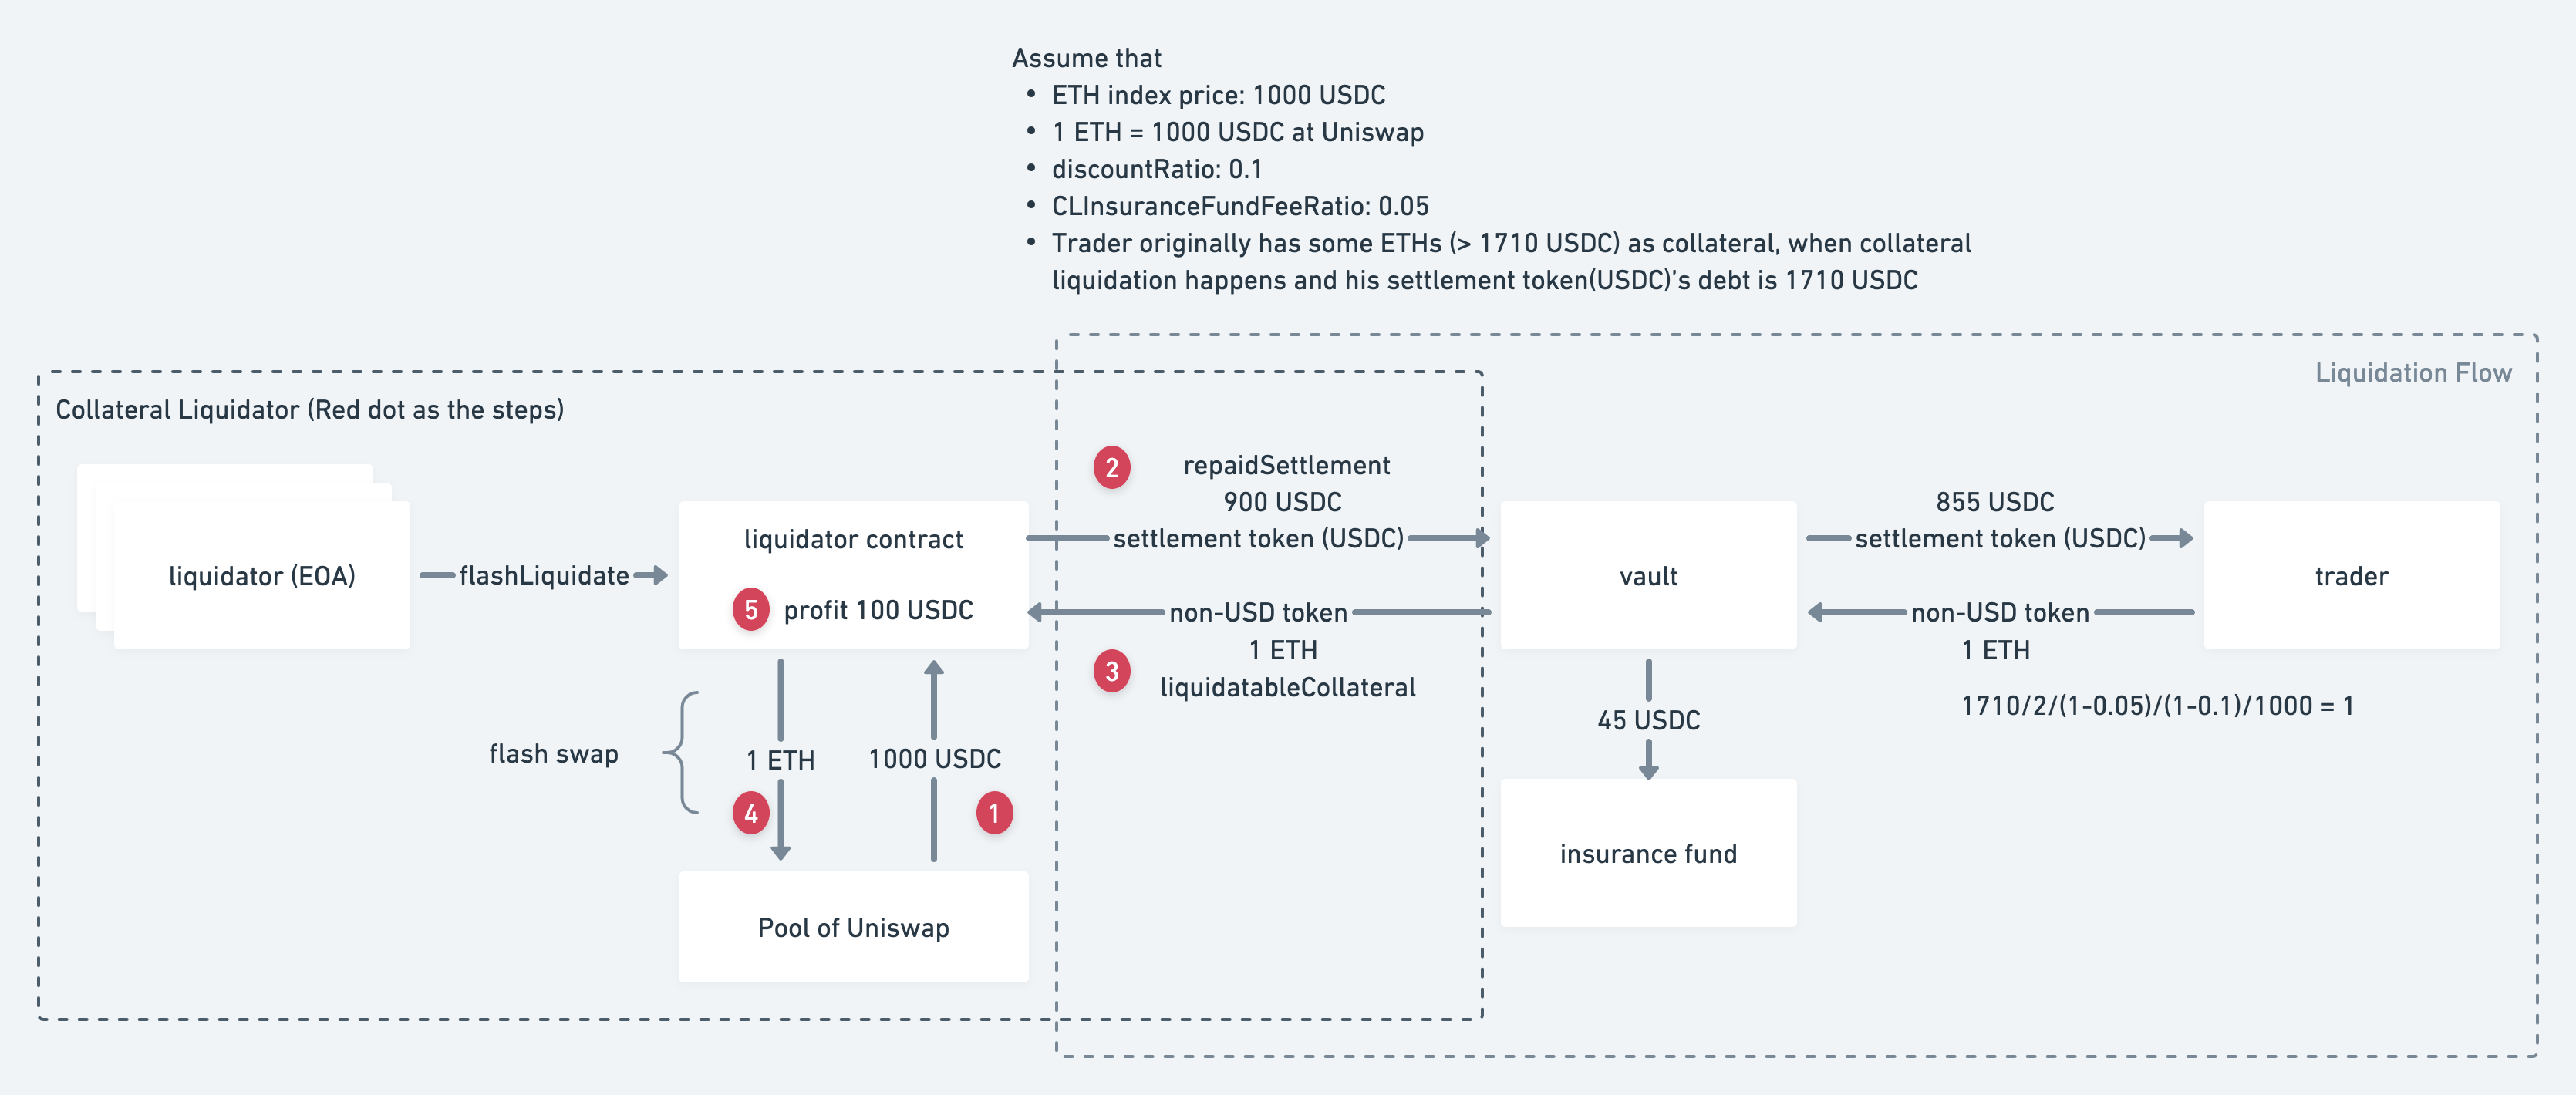 Assume that
• ETH index price: 1000 USDC
• 1 ETH = 1000 USDC at Uniswap
• discountRatio: 0.1
• CLInsuranceFundFeeRatio: 0.05
• Trader originally has some ETHs (> 1710 USDC) as collateral, when collateral
liquidation happens and his settlement token(USDC)’s debt is 1710 USDC
Liquidation Flow
Collateral Liquidator (Red dot as the steps)
liquidator (EOA)
flashLiquidate
liquidator contract
5 profit 100 USDC
2
repaidSettlement
900 USDC
settlement token (USDC)
non-USD token
1 ETH
3
liquidatableCollateral
vault
855 USDC
settlement token (USDC)
non-USD token
1 ETH
1710/2/(1-0.05)/(1-0.1)/1000 = 1
trader
flash swap
1 ETH
4
1000 USDC
1
45 USDC
Pool of Uniswap
insurance fund